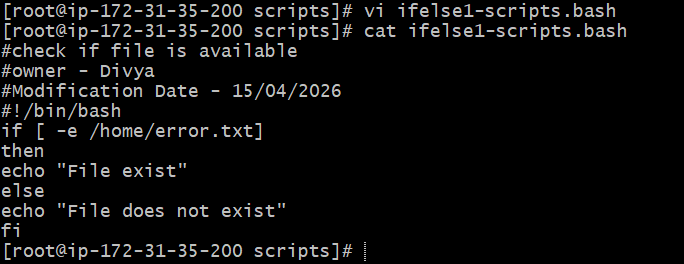 [root@ip-172-31-35-200 scripts]# vi ifelse1-scripts.bash
[root@ip-172-31-35-200 scripts]# cat ifelse1-scripts.bash
#check if file is available
#owner - Divya
#Modification Date - 15/04/2026
#!/bin/bash
if [ -e /home/error.txt]
then
echo "File exist"
else
echo "File does not exist"
fi
[root@ip-172-31-35-200 scripts]#